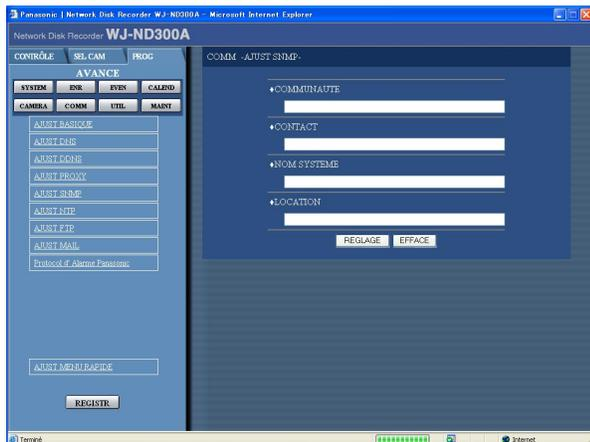 Panasonic | Network Disk Recorder WJ-ND300A - Microsoft Internet Explorer
Network Disk Recorder WJ-ND300A
CONTRÔLE SEL CAM PROG
AVANCE
SYSTEM ENR EVEN CALEND
CAMERA COMM UTIL MAINT
AJUST BASIQUE
AJUST DNS
AJUST DDNS
AJUST PROXY
AJUST SNMP
AJUST NTP
AJUST FTP
AJUST MAIL
Protocol d' Alarme Panasonic
AJUST MENU RAPIDE
REGISTR
COMM -AJUST SNMP-
♦COMMUNAUTE
♦CONTACT
♦NOM SYSTEME
♦LOCATION
REGLAGE EFFACE
Terminé Internet